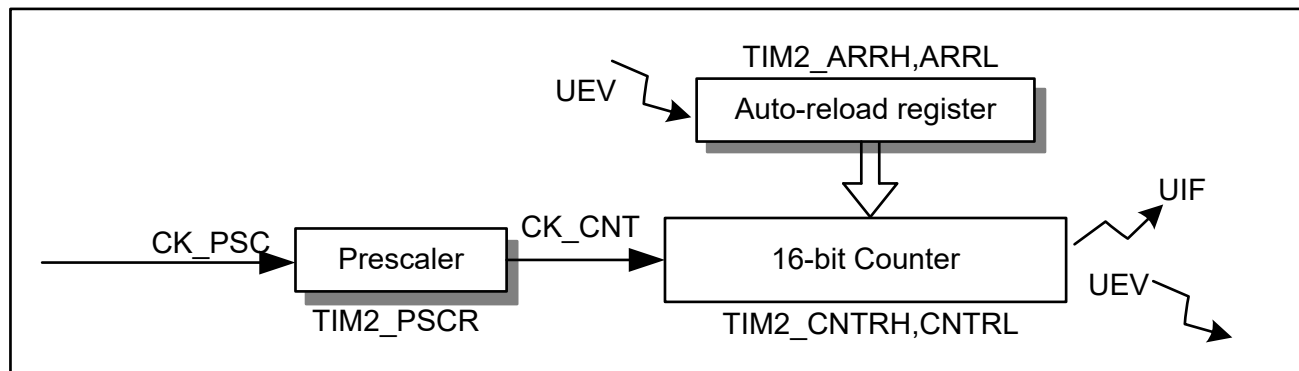 TIM2_ARRH,ARRL
UEV
Auto-reload register
UIF
CK_PSC
CK_CNT
Prescaler
16-bit Counter
UEV
TIM2_PSCR
TIM2_CNTRH,CNTRL